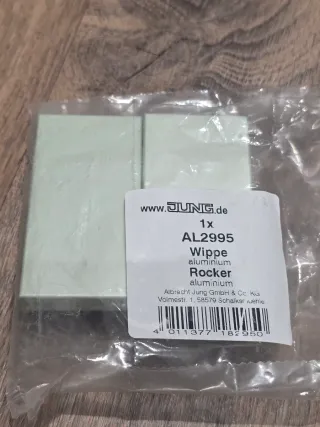 www.JUNG.de
1x
AL2995
Wippe
aluminium
Rocker
aluminium
Albrecht Jung GmbH & Co. KG
Volmestr. 1, 58579 Schalksmühle
4 011377 182950